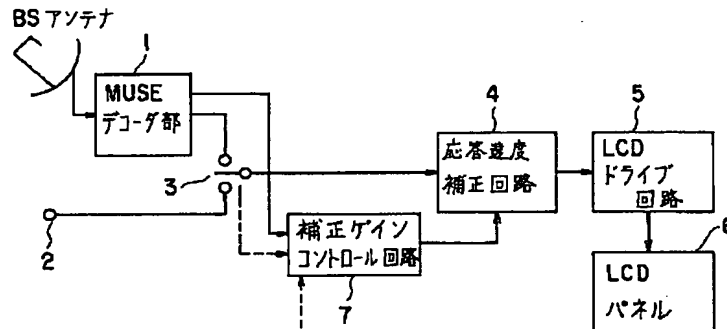 BS アンテナ
1
MUSE
デコーダ部
3
2
補正ゲイン
コントロール回路
7
4
応答速度
補正回路
5
LCD
ドライブ
回路
6
LCD
パネル